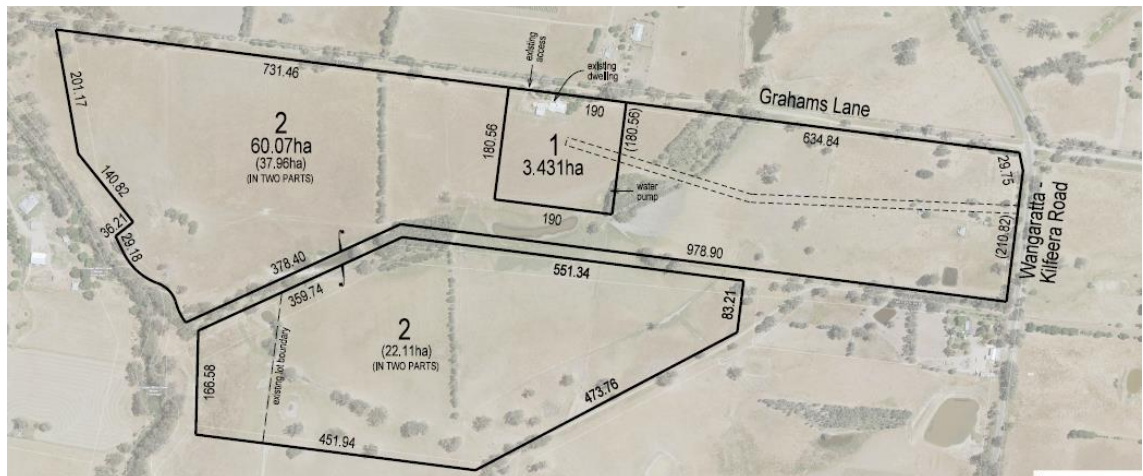 731.46
existing
access
existing
dwelling
190
Grahams Lane
634.84
201.17
2
60.07ha
(37.96ha)
(IN TWO PARTS)
180.56
1
3.431ha
(180.56)
29.75
140.82
water
pump
190
Wangaratta -
Kilfeera Road
(210.82)
36.21
29.18
378.40
978.90
551.34
359.74
83.21
2
(22.11ha)
(IN TWO PARTS)
existing lot boundary
166.58
473.76
451.94